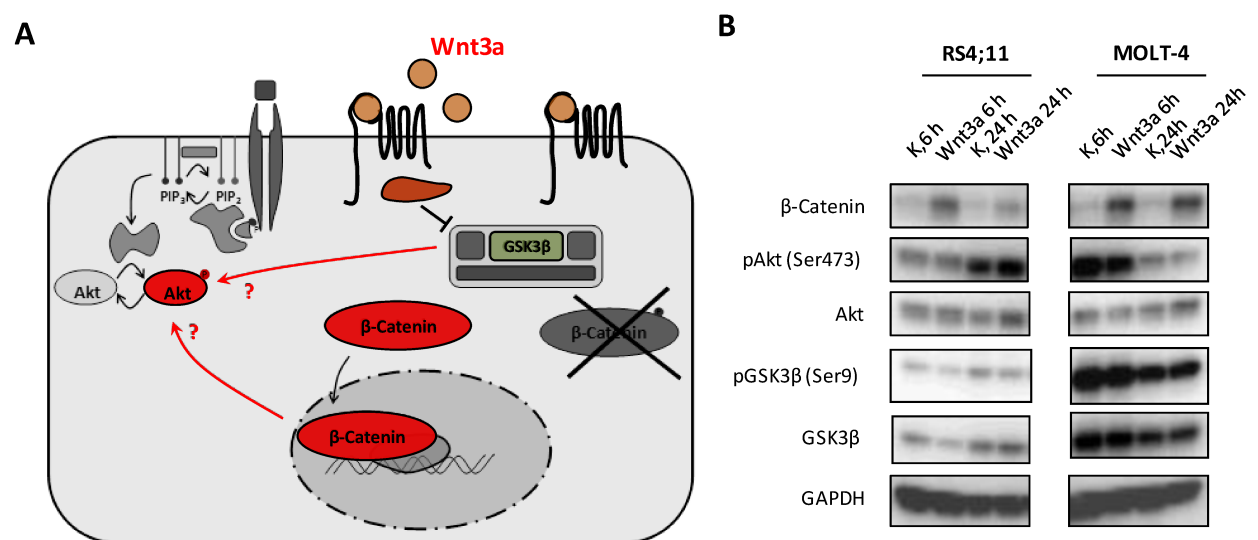 A
Wnt3a
PIP3 PIP2
GSK3β
Akt Akt
?
?
β-Catenin
β-Catenin
β-Catenin
B
RS4;11 MOLT-4
K,6 h Wnt3a 6 h K, 24 h Wnt3a 24 h K,6h Wnt3a 6h K,24h Wnt3a 24h
β-Catenin
pAkt (Ser473)
Akt
pGSK3β (Ser9)
GSK3β
GAPDH